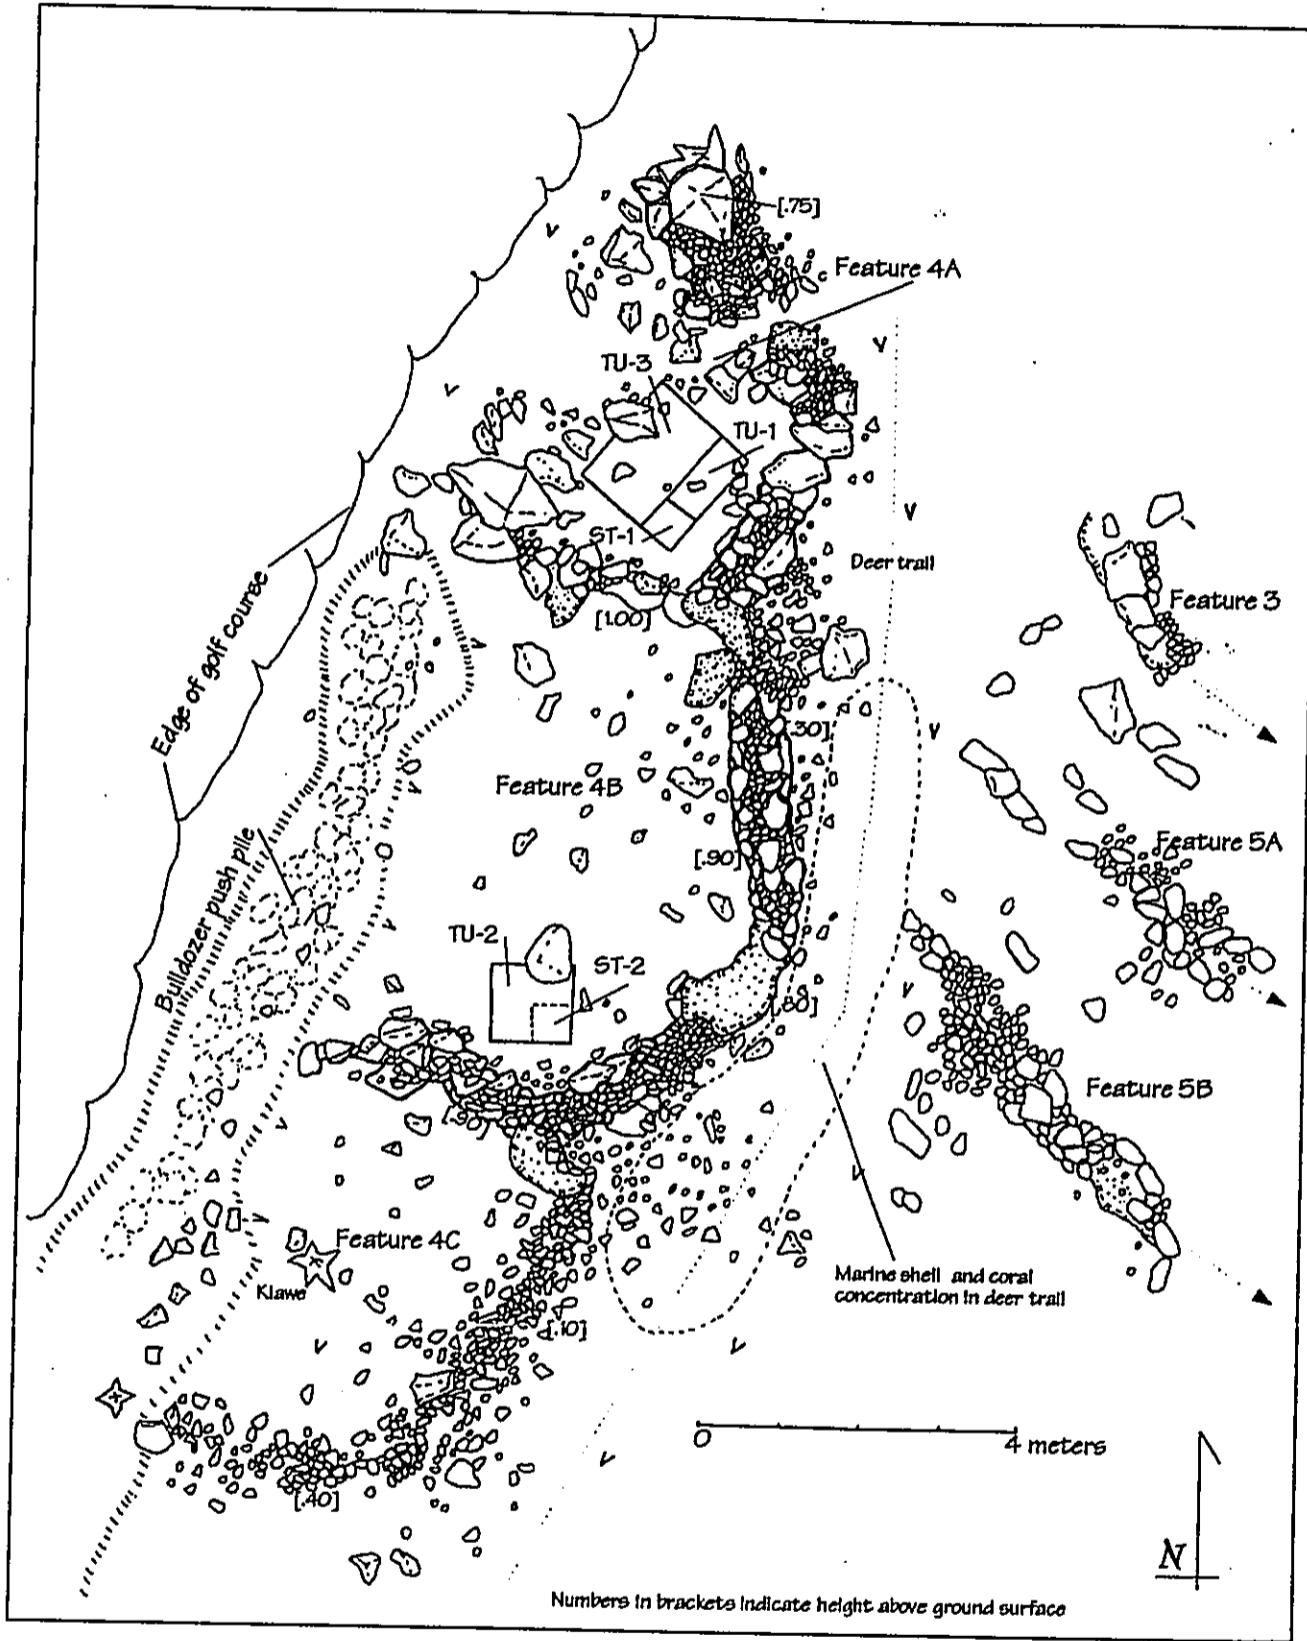 [.75]
Feature 4A
TU-3
TU-1
ST-1
Deer trail
Feature 3
[1.00]
Edge of golf course
.30]
Feature 4B
Feature 5A
[.90]
Bulldozer push pile
TU-2
ST-2
Feature 5B
[.90]
Feature 4C
Kiawe
Marine shell and coral
concentration in deer trail
[.10]
0 4 meters
[.40]
N
Numbers in brackets indicate height above ground surface